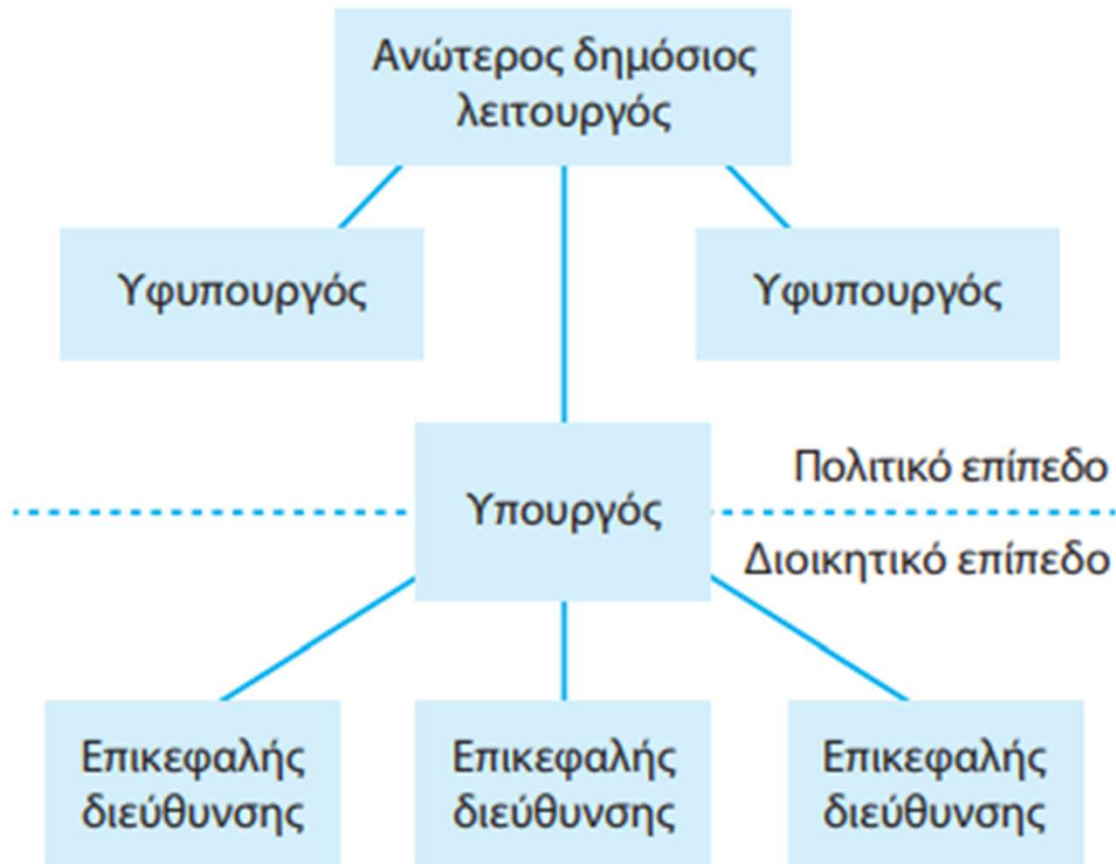 Ανώτερος δημόσιος
λειτουργός
Υφυπουργός
Υφυπουργός
Πολιτικό επίπεδο
Υπουργός
Διοικητικό επίπεδο
Επικεφαλής
διεύθυνσης
Επικεφαλής
διεύθυνσης
Επικεφαλής
διεύθυνσης